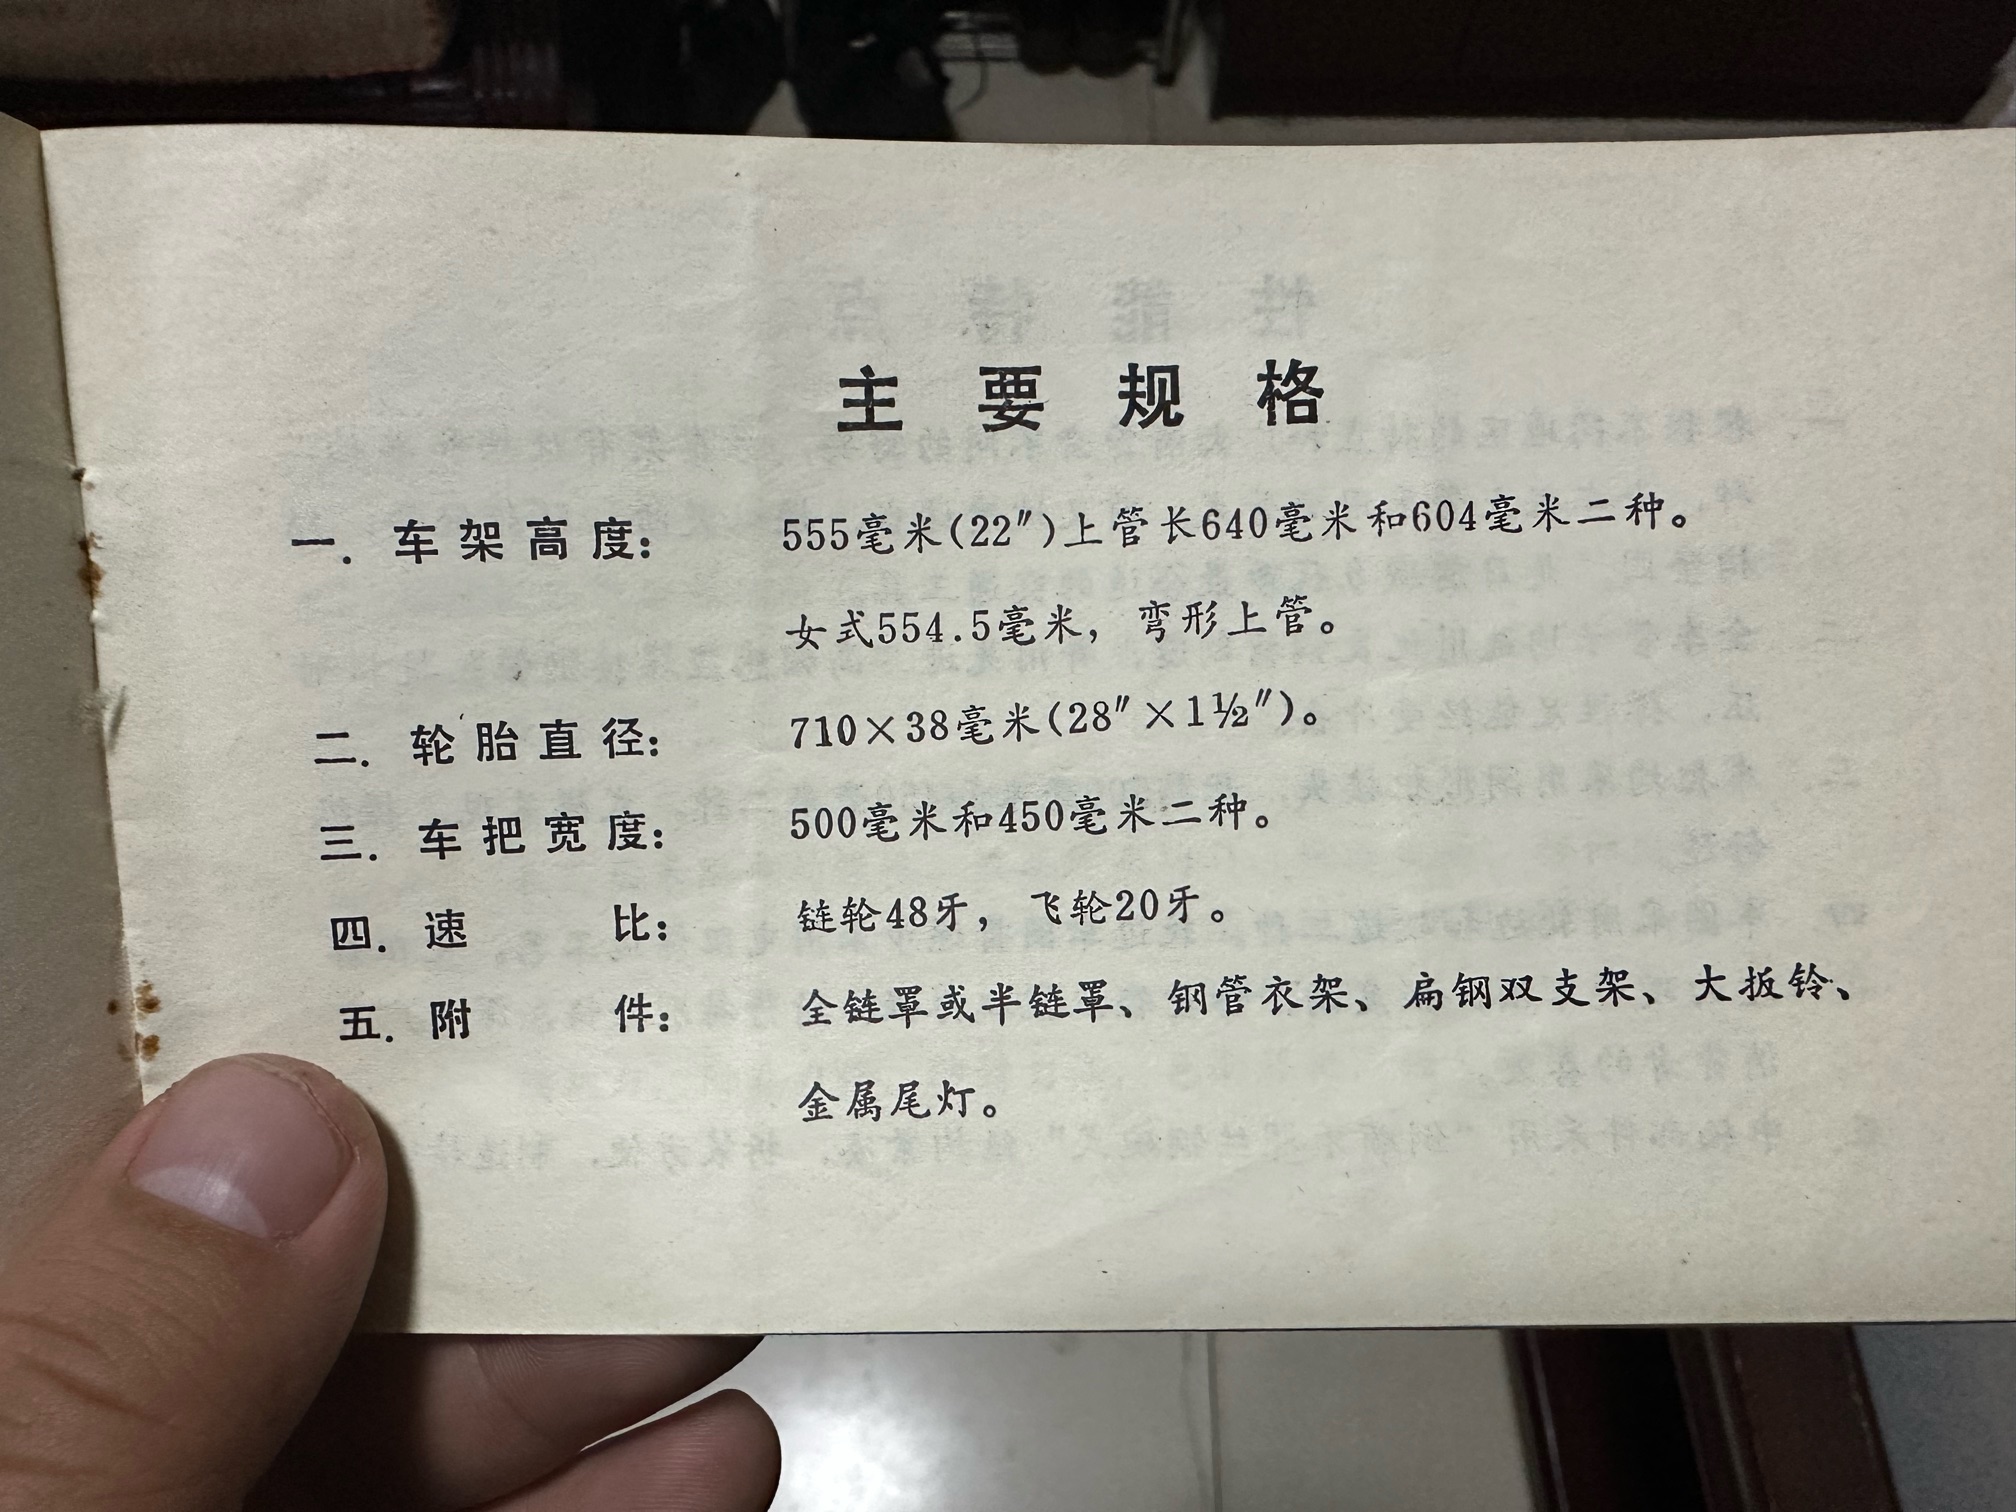 主要规格
一. 车架高度: 555毫米(22″)上管长640毫米和604毫米二种。
女式554.5毫米, 弯形上管。
二. 轮胎直径: 710×38毫米(28″×1½″)。
三. 车把宽度: 500毫米和450毫米二种。
四. 速比: 链轮48牙, 飞轮20牙。
五. 附件: 全链罩或半链罩、钢管衣架、扁钢双支架、大扳铃、
金属尾灯。